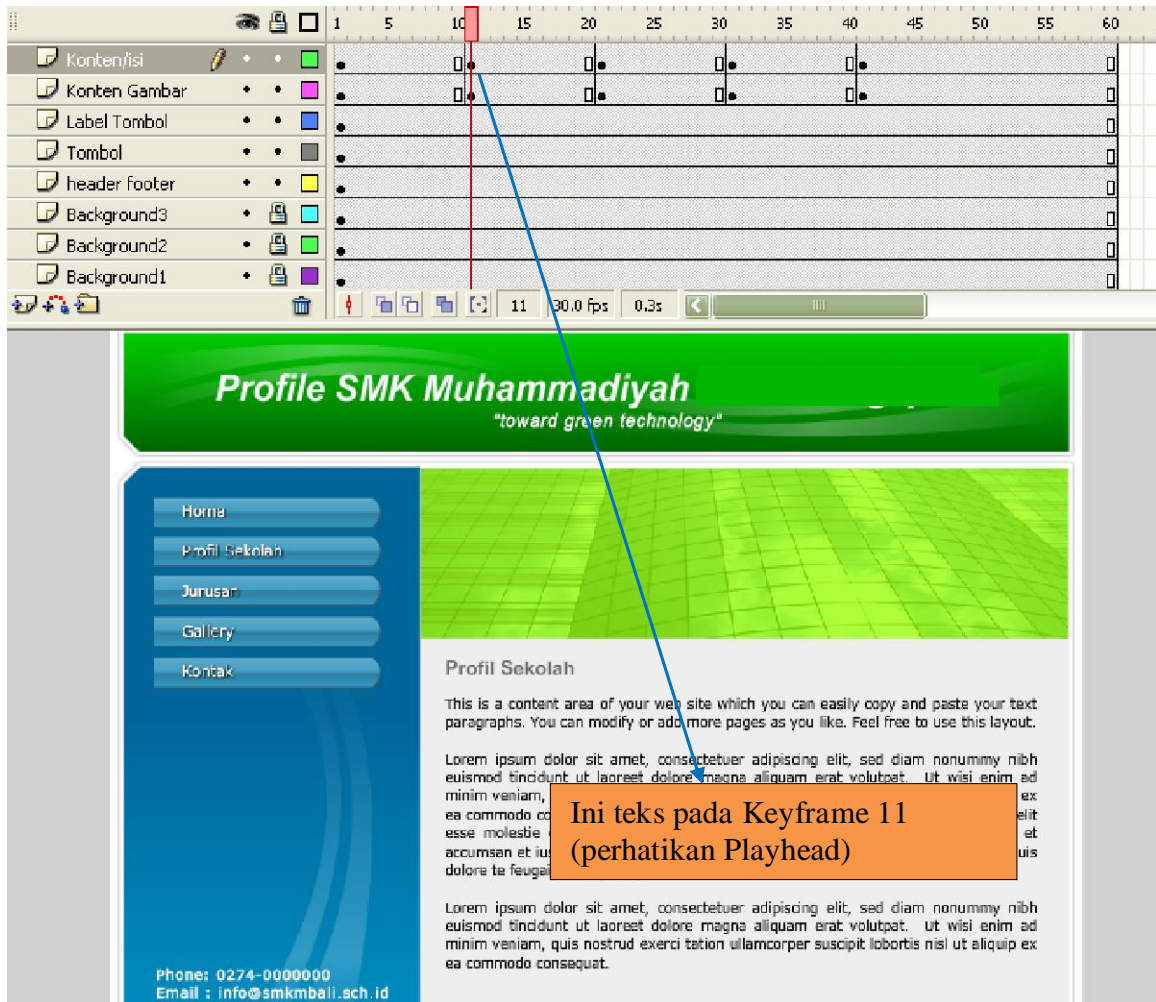 1 5 10 15 20 25 30 35 40 45 50 55 60
Konten/isi
Konten Gambar
Label Tombol
Tombol
header footer
Background3
Background2
Background1
11 30.0 fps 0.3s
Profile SMK Muhammadiyah
"toward green technology"
Home
Profil Sekolah
Jurusan
Gallery
Kontak
Profil Sekolah
This is a content area of your web site which you can easily copy and paste your text
paragraphs. You can modify or add more pages as you like. Feel free to use this layout.
Lorem ipsum dolor sit amet, consectetuer adipiscing elit, sed diam nonummy nibh
euismod tincidunt ut laoreet dolore magna aliquam erat volutpat. Ut wisi enim ad
minim veniam, ex
ea commodo elit
esse molestie et
accumsan et
dolore te
Ini teks pada Keyframe 11
(perhatikan Playhead)
Lorem ipsum dolor sit amet, consectetuer adipiscing elit, sed diam nonummy nibh
euismod tincidunt ut laoreet dolore magna aliquam erat volutpat. Ut wisi enim ad
minim veniam, quis nostrud exerci tation ullamcorper suscipit lobortis nisl ut aliquip ex
ea commodo consequat.
Phone: 0274-0000000
Email : info@smkmbali.sch.id